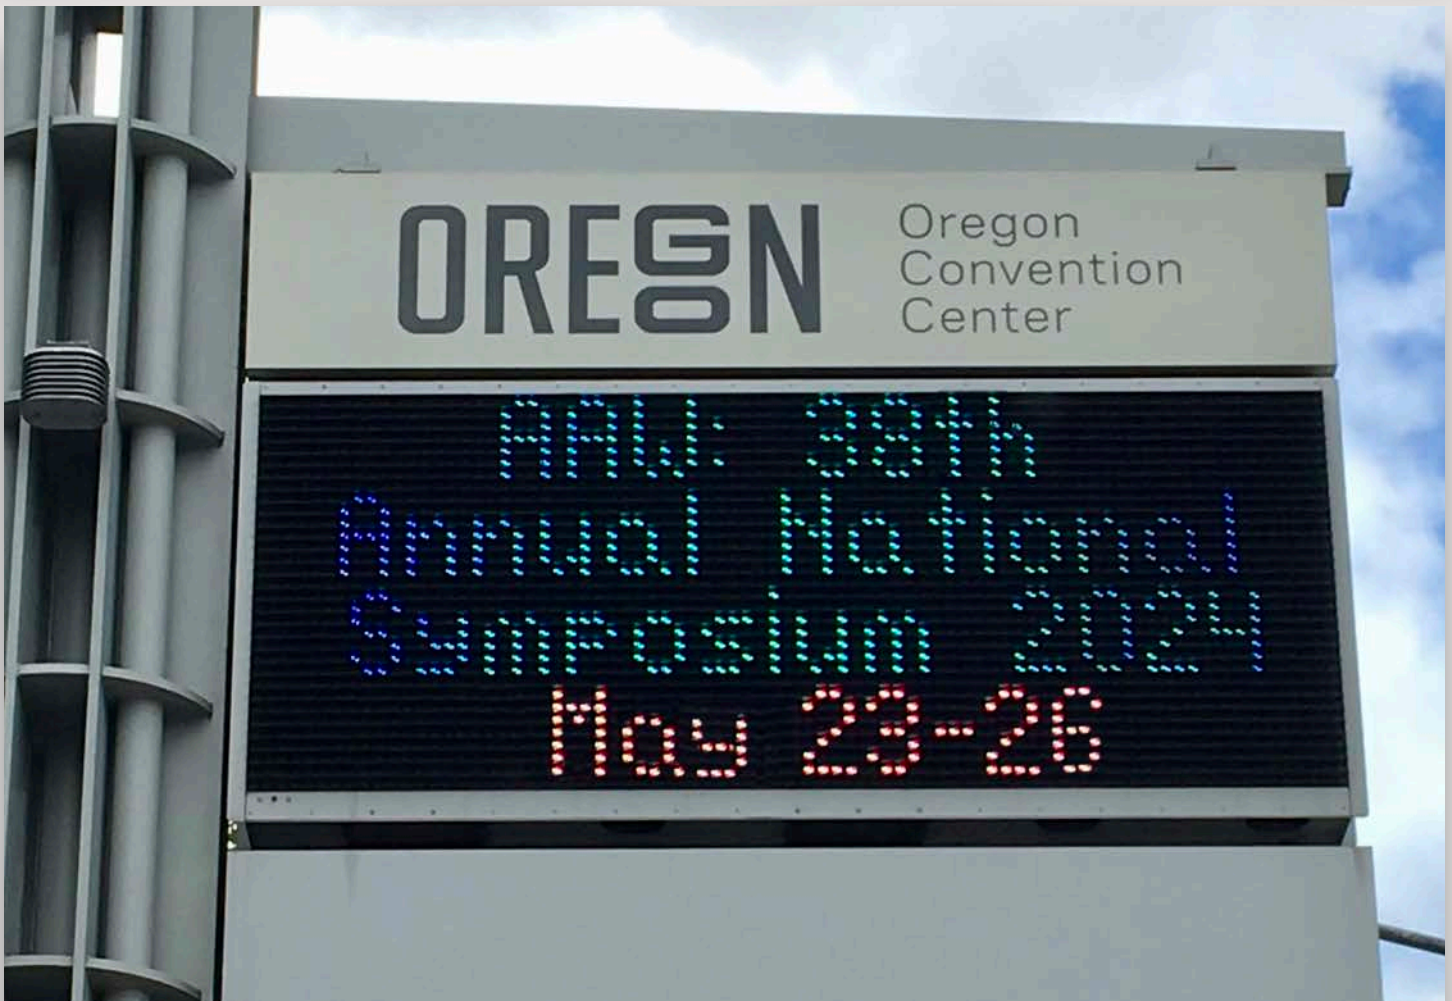 OREGON
Oregon
Convention
Center
AAW: 38th
Annual National
Symposium 2024
May 23-26